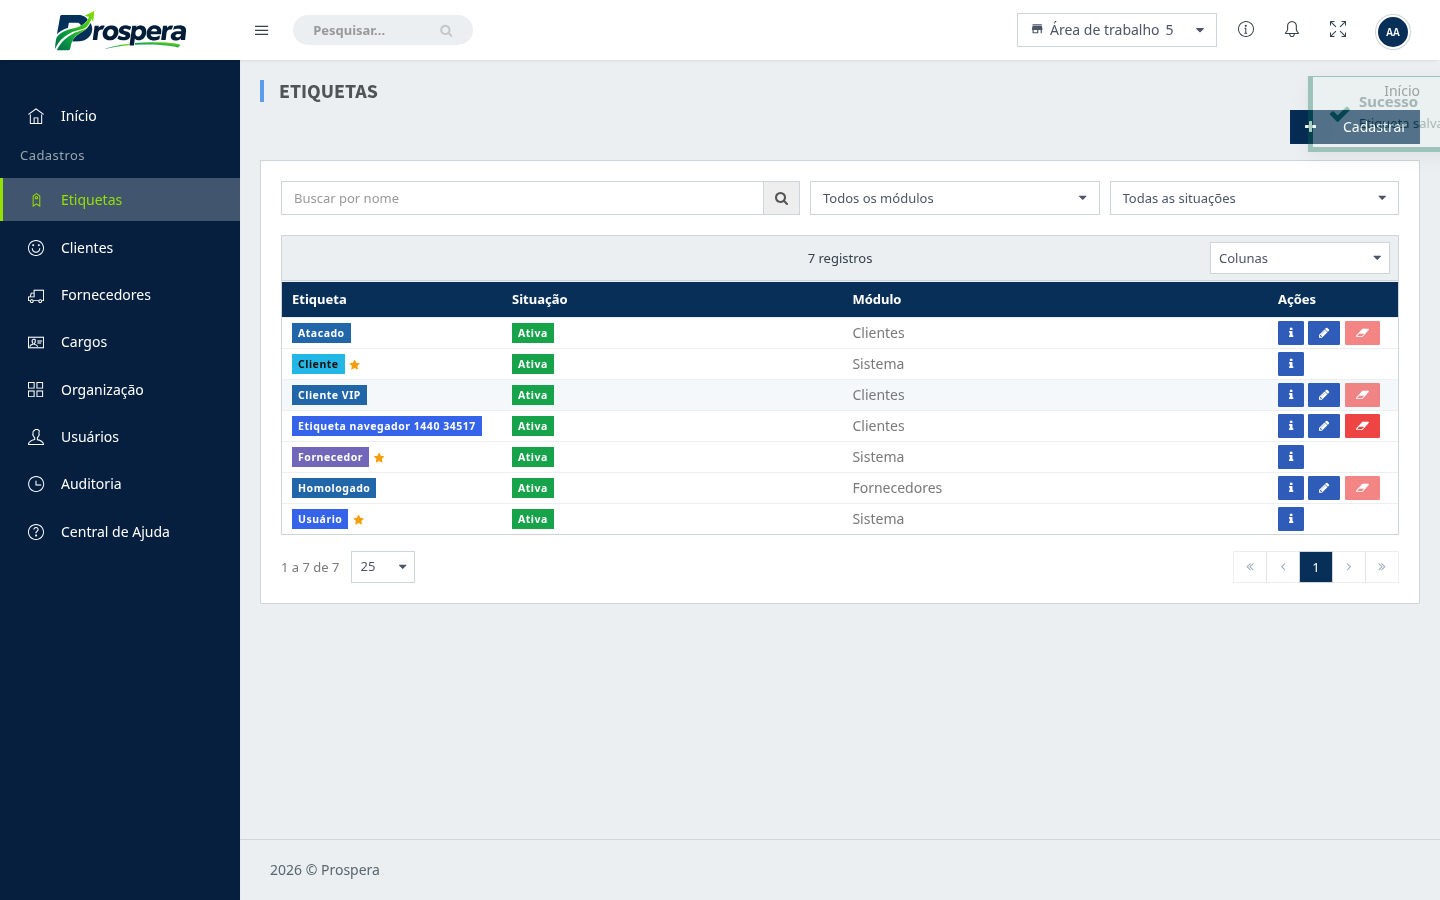 Prospera
Pesquisar...
Área de trabalho 5
AA
Início
Cadastros
Etiquetas
Clientes
Fornecedores
Cargos
Organização
Usuários
Auditoria
Central de Ajuda
ETIQUETAS
Início
Sucesso
Etiqueta salva
Cadastrar
Buscar por nome
Todos os módulos
Todas as situações
7 registros
Colunas
Etiqueta Situação Módulo Ações
Atacado Ativa Clientes
Cliente Ativa Sistema
Cliente VIP Ativa Clientes
Etiqueta navegador 1440 34517 Ativa Clientes
Fornecedor Ativa Sistema
Homologado Ativa Fornecedores
Usuário Ativa Sistema
1 a 7 de 7 25
« ‹ 1 › »
2026 © Prospera